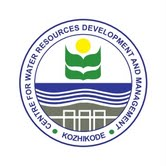 CENTRE FOR WATER RESOURCES DEVELOPMENT AND MANAGEMENT
• KOZHIKODE •